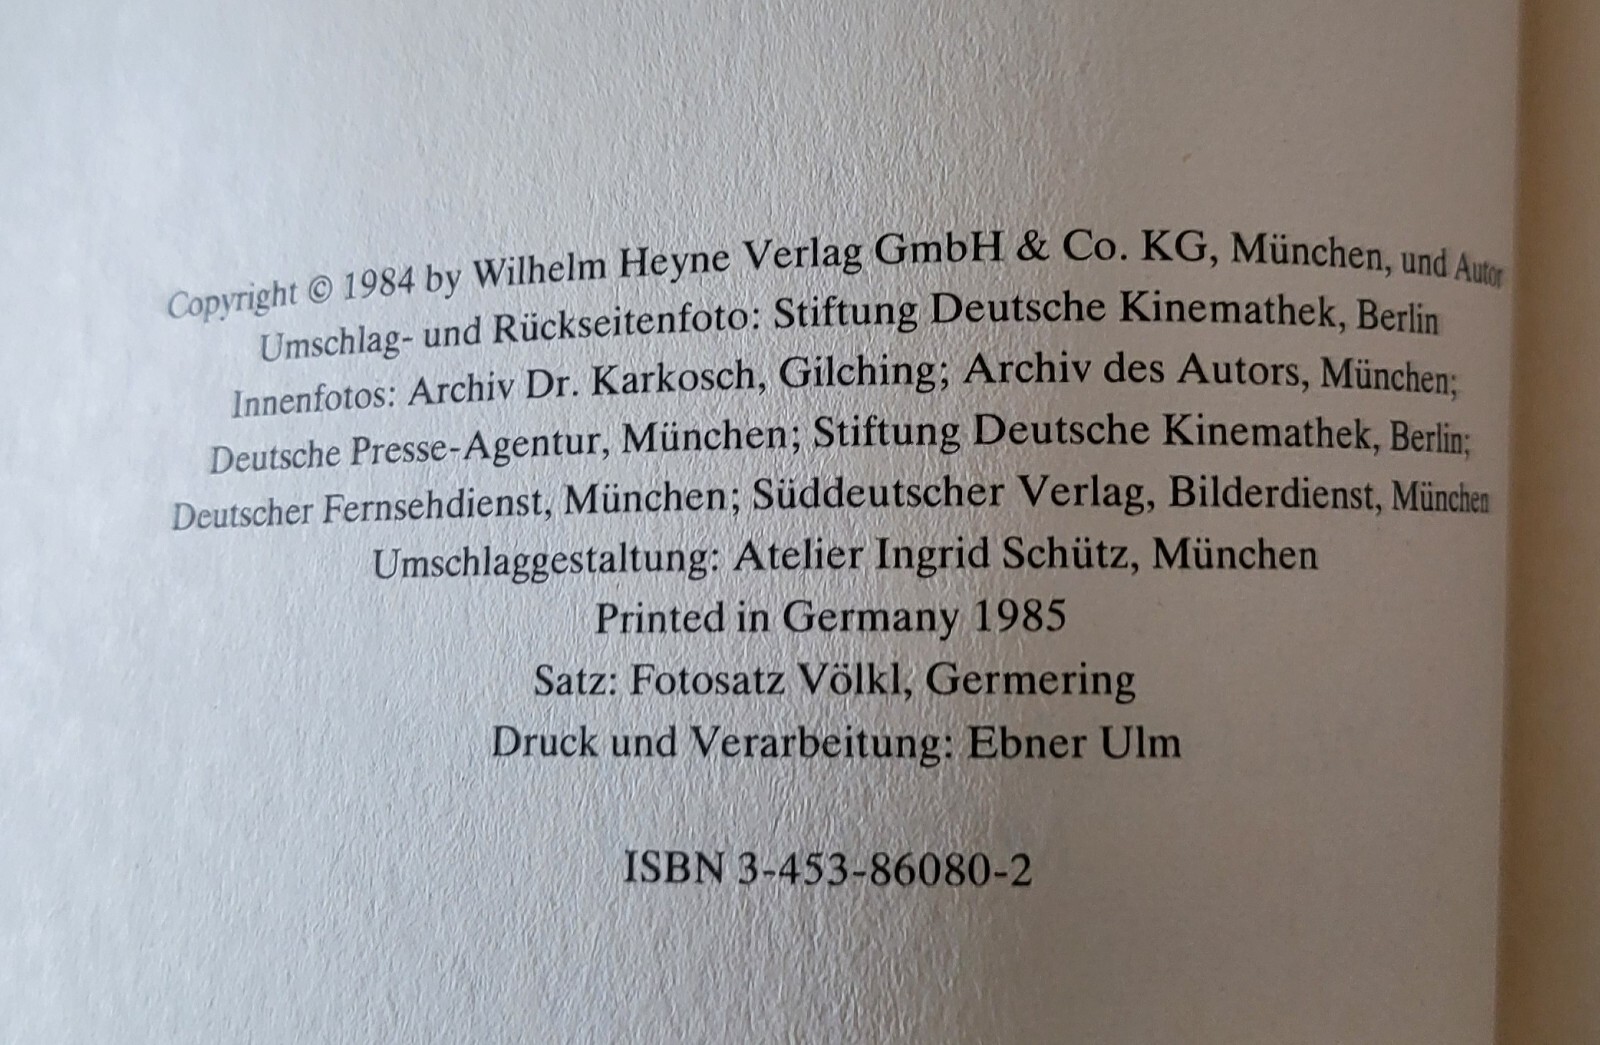 Copyright © 1984 by Wilhelm Heyne Verlag GmbH & Co. KG, München, und Autor
Umschlag- und Rückseitenfoto: Stiftung Deutsche Kinemathek, Berlin
Innenfotos: Archiv Dr. Karkosch, Gilching; Archiv des Autors, München;
Deutsche Presse-Agentur, München; Stiftung Deutsche Kinemathek, Berlin;
Deutscher Fernsehdienst, München; Süddeutscher Verlag, Bilderdienst, München
Umschlaggestaltung: Atelier Ingrid Schütz, München
Printed in Germany 1985
Satz: Fotosatz Völkl, Germering
Druck und Verarbeitung: Ebner Ulm
ISBN 3-453-86080-2